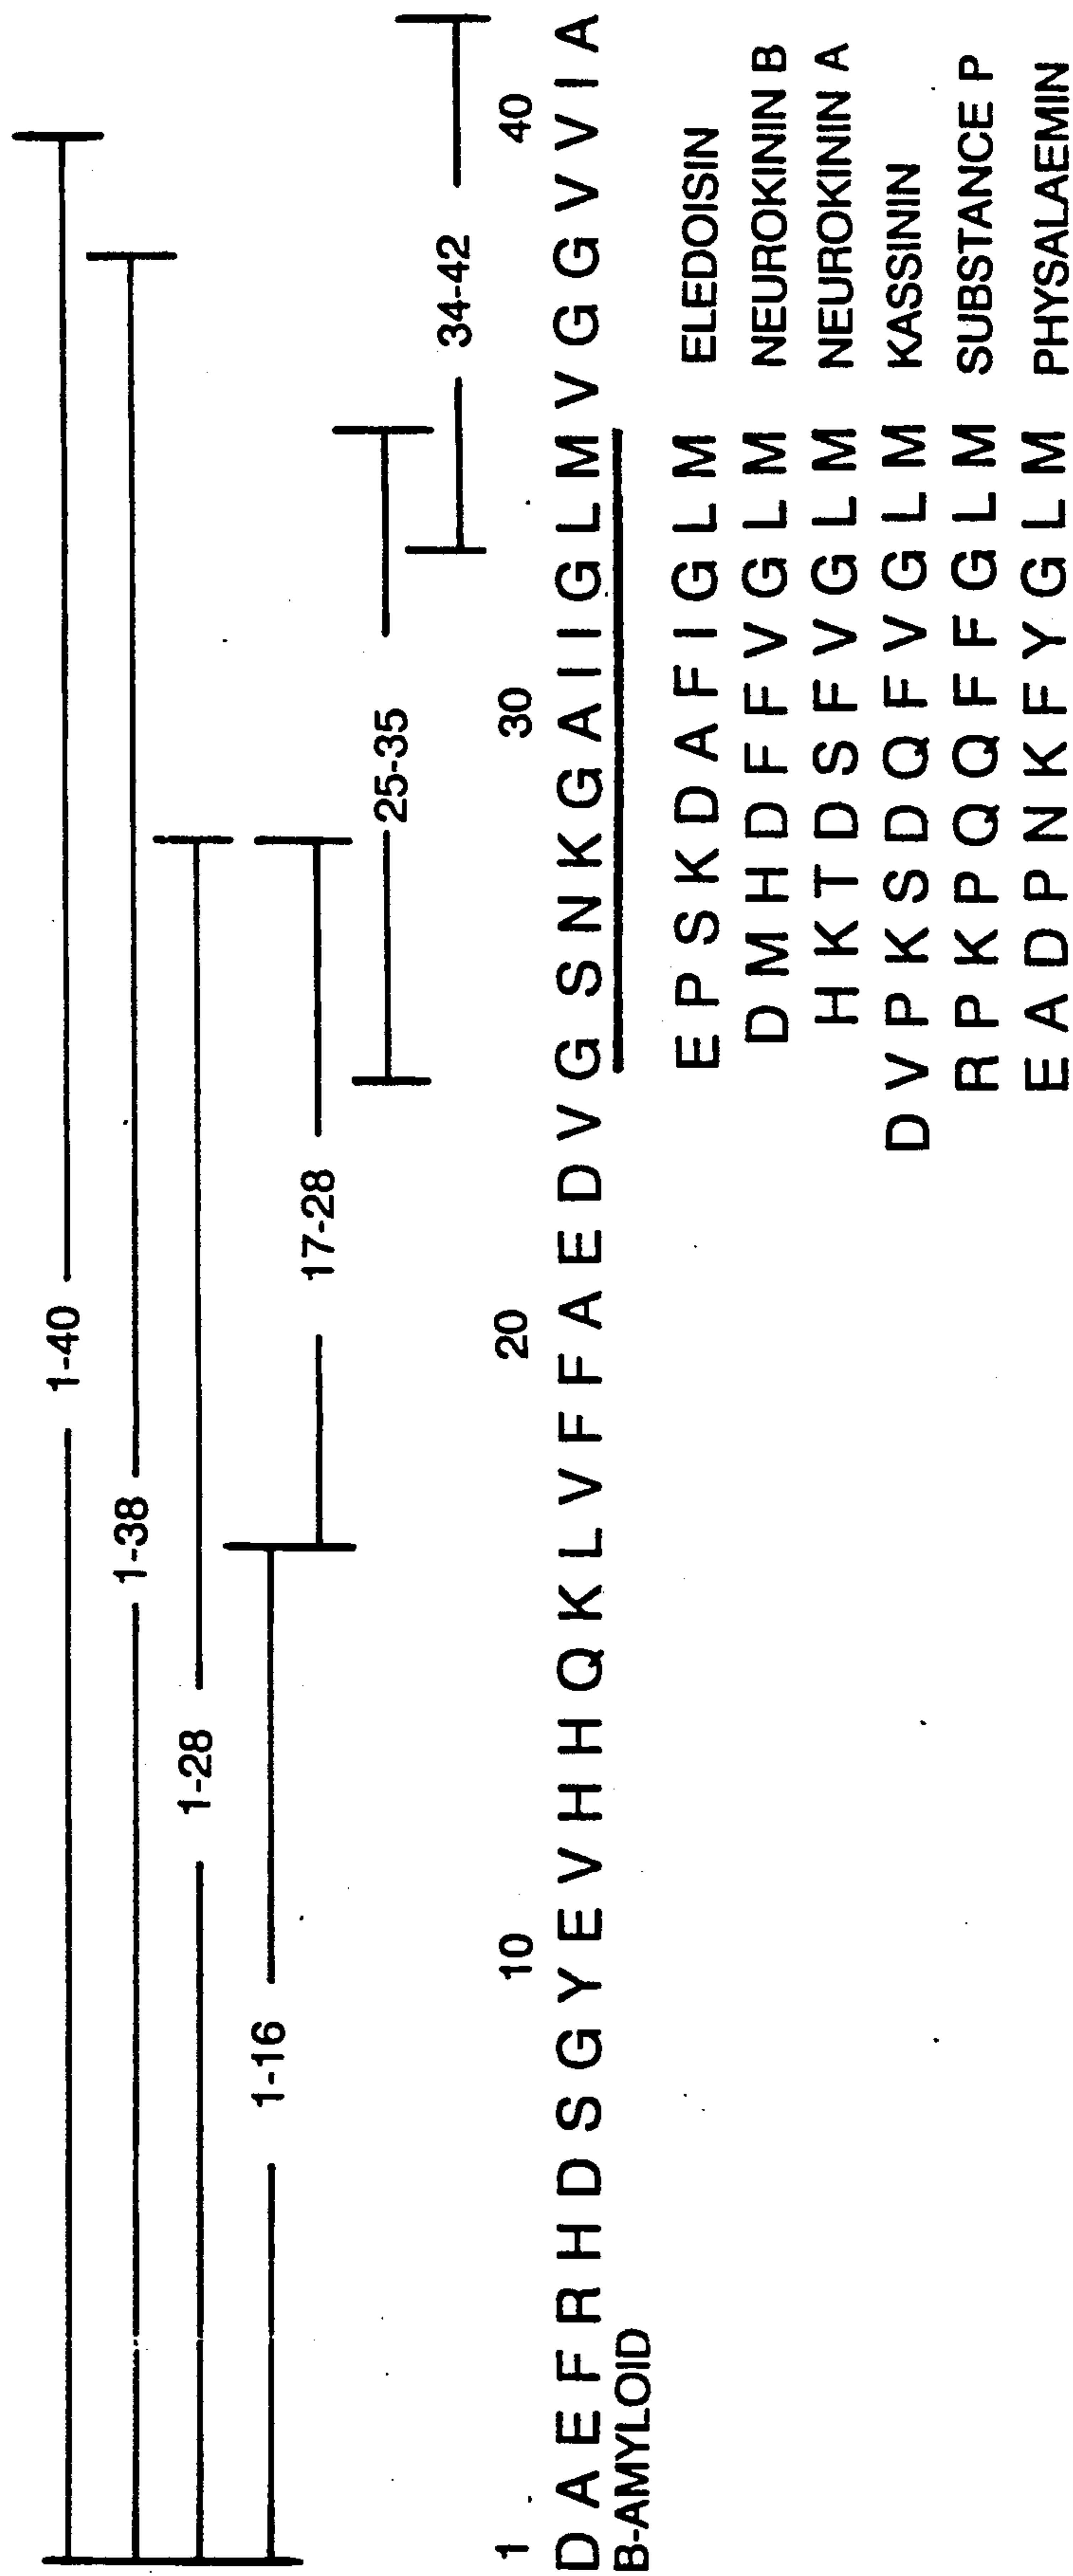 1-40
1-38
1-28
1-16
17-28
25-35
34-42
1 10 20 30 40
D A E F R H D S G Y E V H H Q K L V F F A E D V G S N K G A I I G L M V G G V V I A
B-AMYLOID
E P S K D A F I G L M ELEDOISIN
D M H D F F V G L M NEUROKININ B
H K T D S F V G L M NEUROKININ A
D V P K S D Q F V G L M KASSININ
R P K P Q Q F F G L M SUBSTANCE P
E A D P N K F Y G L M PHYSALAEMIN